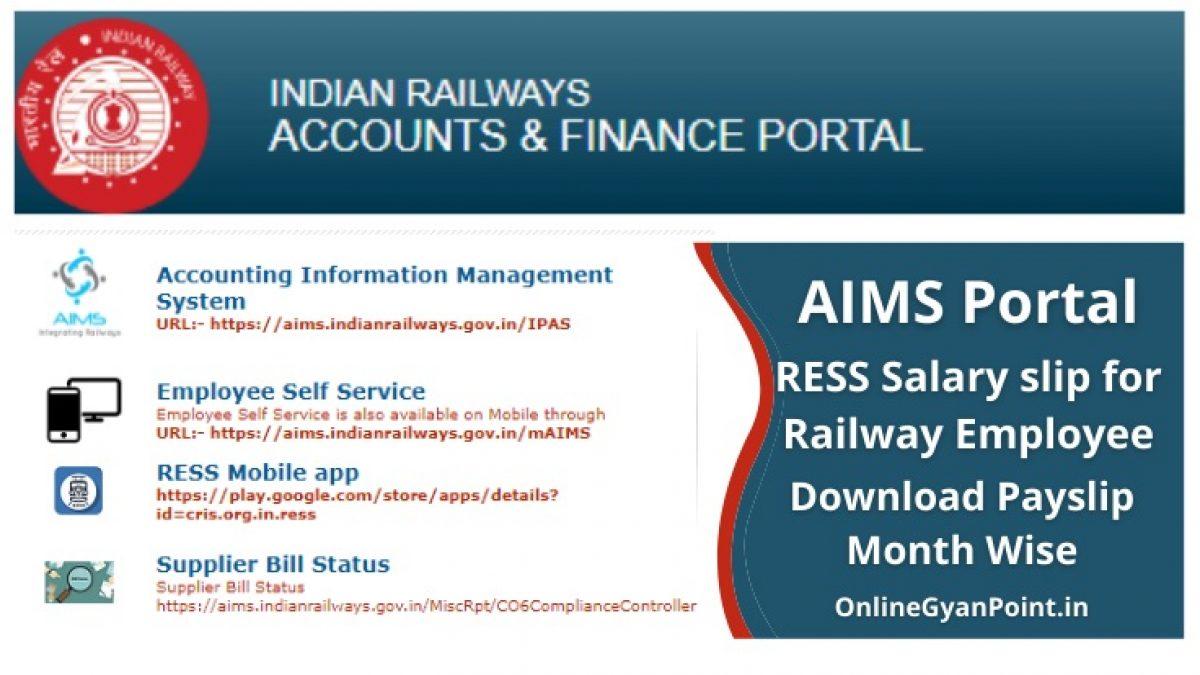 भारतीय रेल
INDIAN RAILWAY
INDIAN RAILWAYS
ACCOUNTS & FINANCE PORTAL
AIMS
Integrating Railways
Accounting Information Management
System
URL:- https://aims.indianrailways.gov.in/IPAS
Employee Self Service
Employee Self Service is also available on Mobile through
URL:- https://aims.indianrailways.gov.in/mAIMS
RESS Mobile app
https://play.google.com/store/apps/details?
id=cris.org.in.ress
Supplier Bill Status
Supplier Bill Status
https://aims.indianrailways.gov.in/MiscRpt/CO6ComplianceController
AIMS Portal
RESS Salary slip for
Railway Employee
Download Payslip
Month Wise
OnlineGyanPoint.in